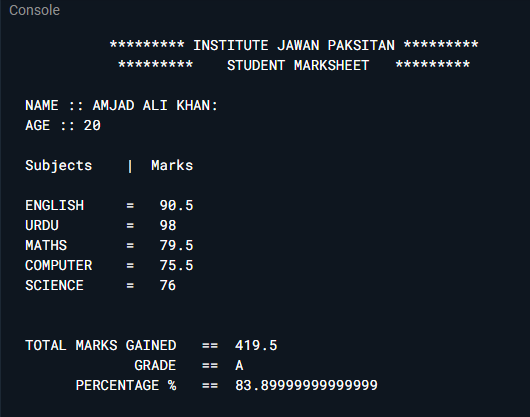 Console
********* INSTITUTE JAWAN PAKSITAN *********
********* STUDENT MARKSHEET *********
NAME :: AMJAD ALI KHAN:
AGE :: 20
Subjects | Marks
ENGLISH = 90.5
URDU = 98
MATHS = 79.5
COMPUTER = 75.5
SCIENCE = 76
TOTAL MARKS GAINED == 419.5
GRADE == A
PERCENTAGE % == 83.89999999999999